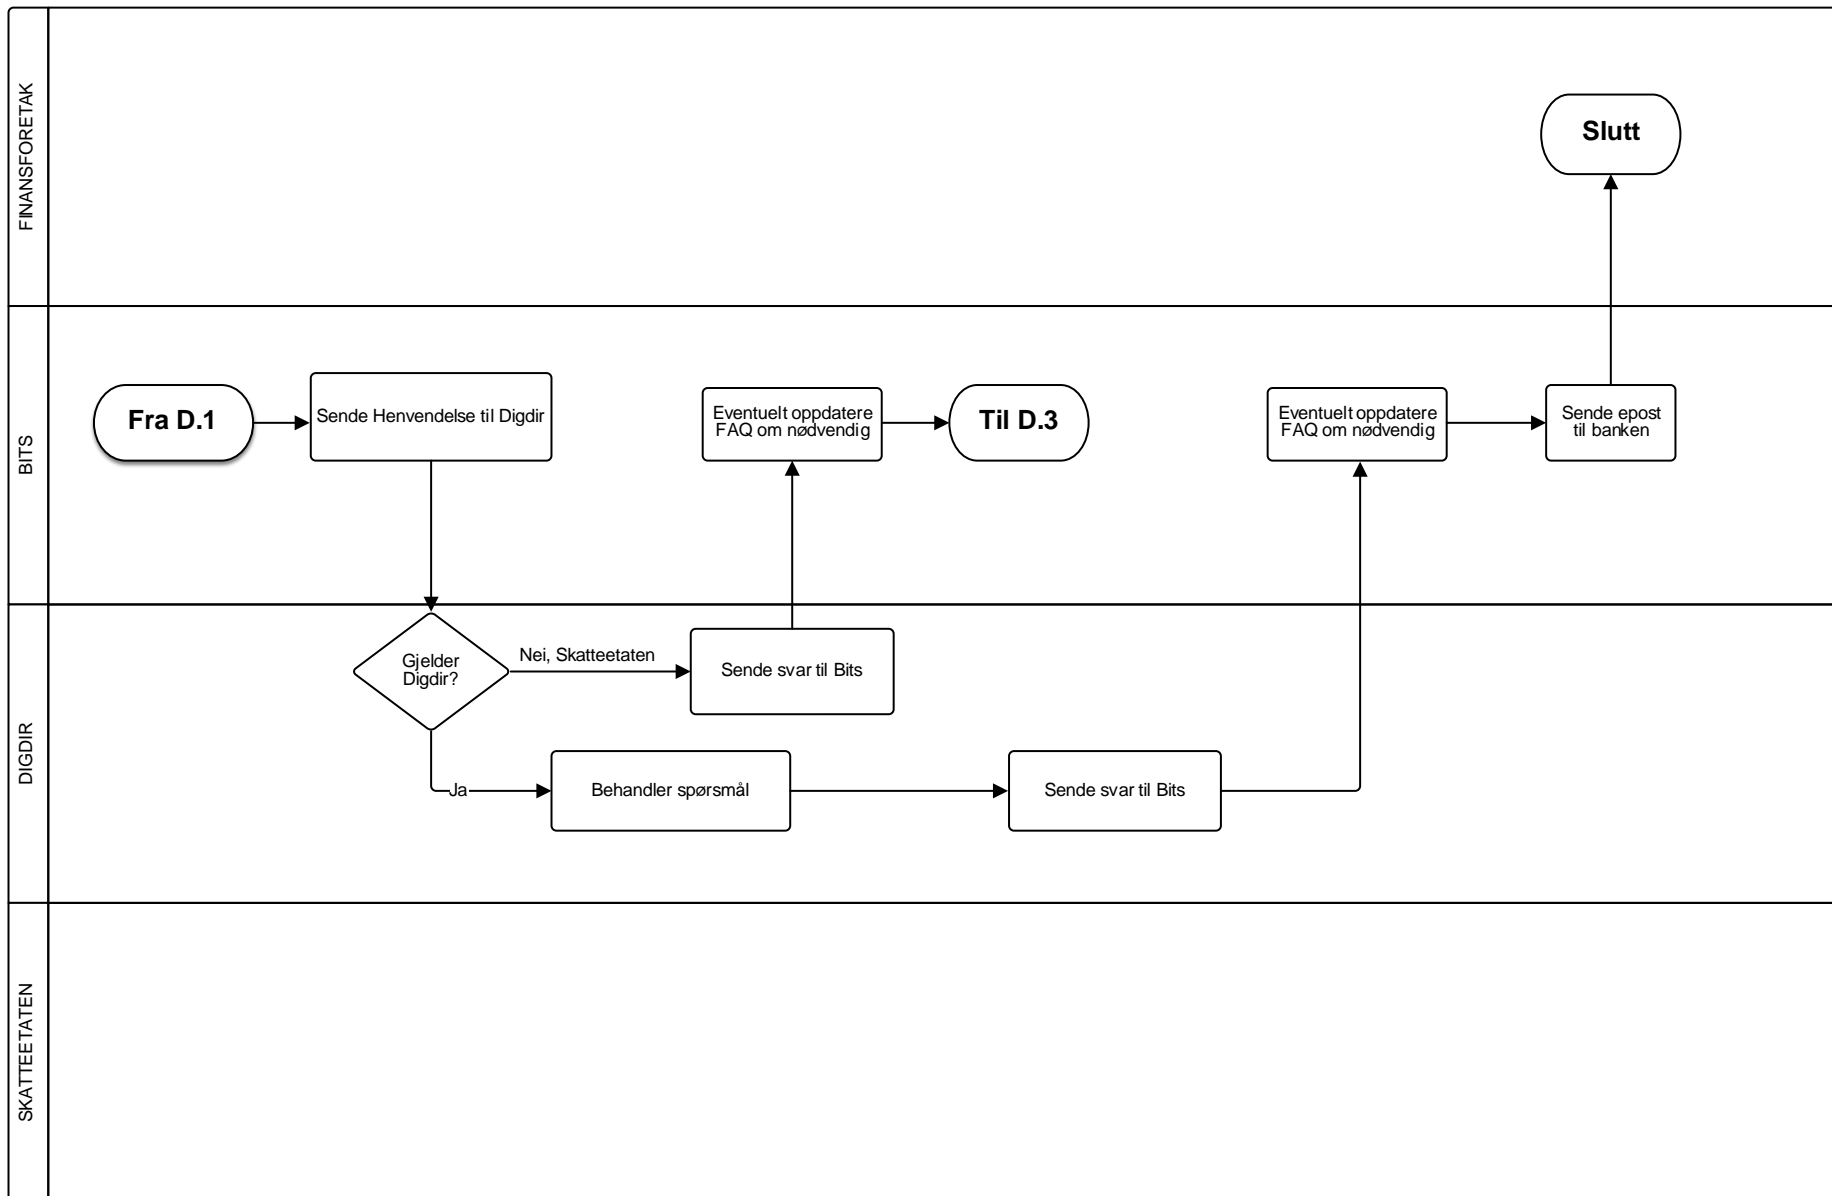 FINANSFORETAK
Slutt
BITS
Fra D.1
Sende Henvendelse til Digdir
Eventuelt oppdatere
FAQ om nødvendig
Til D.3
Eventuelt oppdatere
FAQ om nødvendig
Sende epost
til banken
DIGDIR
Gjelder
Digdir?
Nei, Skatteetaten
Sende svar til Bits
Ja
Behandler spørsmål
Sende svar til Bits
SKATTEETATEN